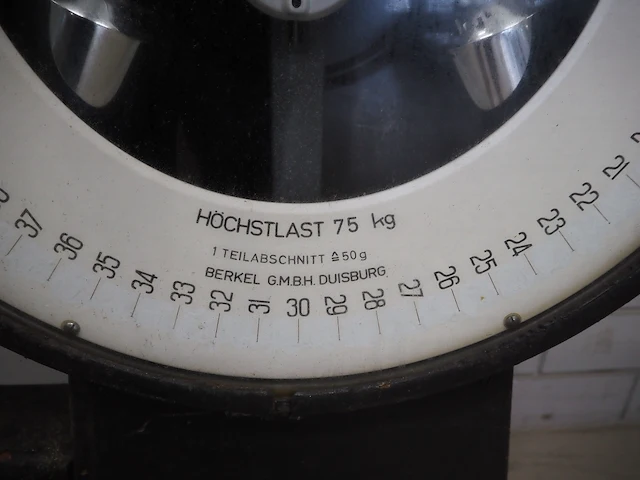 HÖCHSTLAST 75 kg
1 TEILABSCHNITT ≙ 50 g
BERKEL G.M.B.H. DUISBURG
37 36 35 34 33 32 31 30 29 28 27 26 25 24 23 22 21